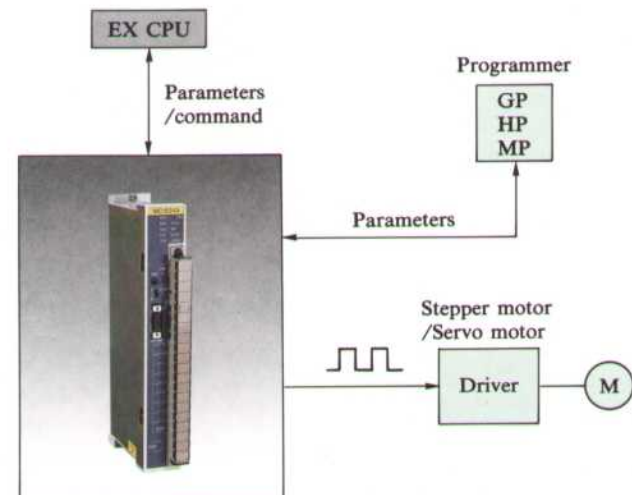 EX CPU
Parameters
/command
Programmer
GP
HP
MP
Parameters
Stepper motor
/Servo motor
Driver
M